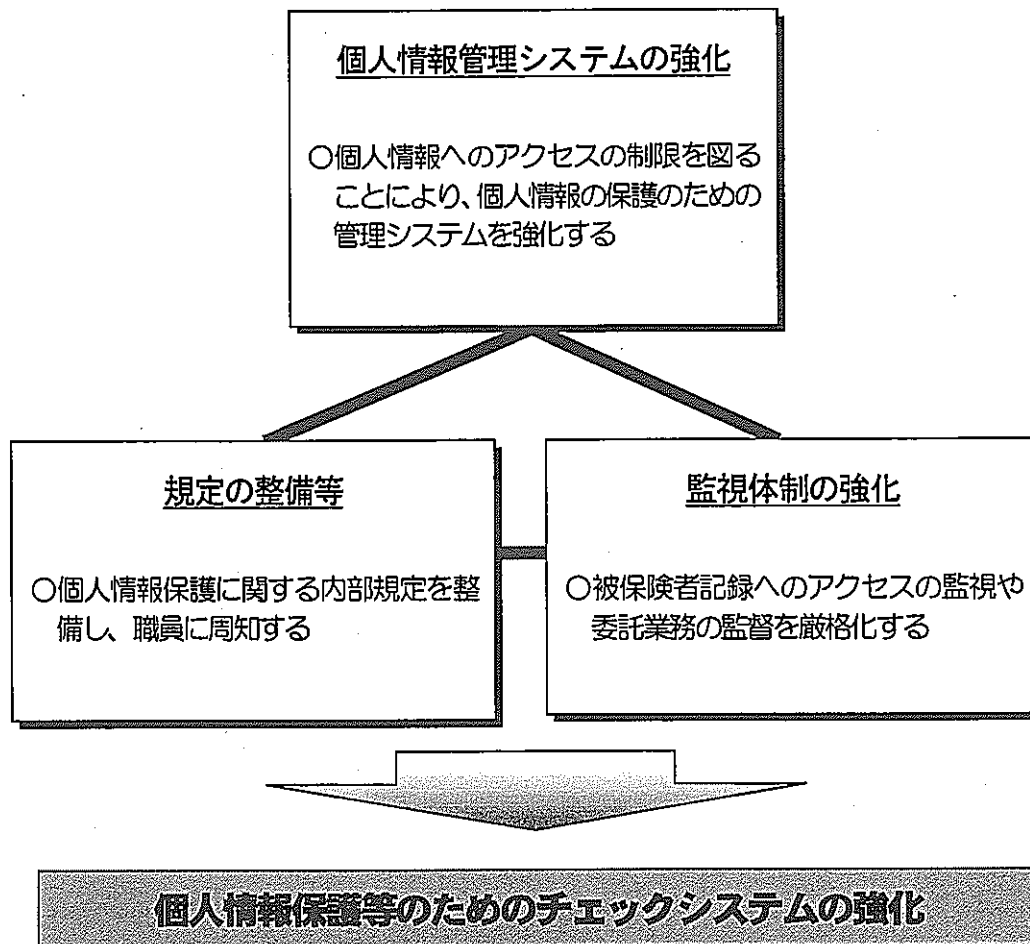 個人情報管理システムの強化
○個人情報へのアクセスの制限を図る
ことにより、個人情報の保護のための
管理システムを強化する
規定の整備等
○個人情報保護に関する内部規定を整
備し、職員に周知する
監視体制の強化
○被保険者記録へのアクセスの監視や
委託業務の監督を厳格化する
個人情報保護等のためのチェックシステムの強化